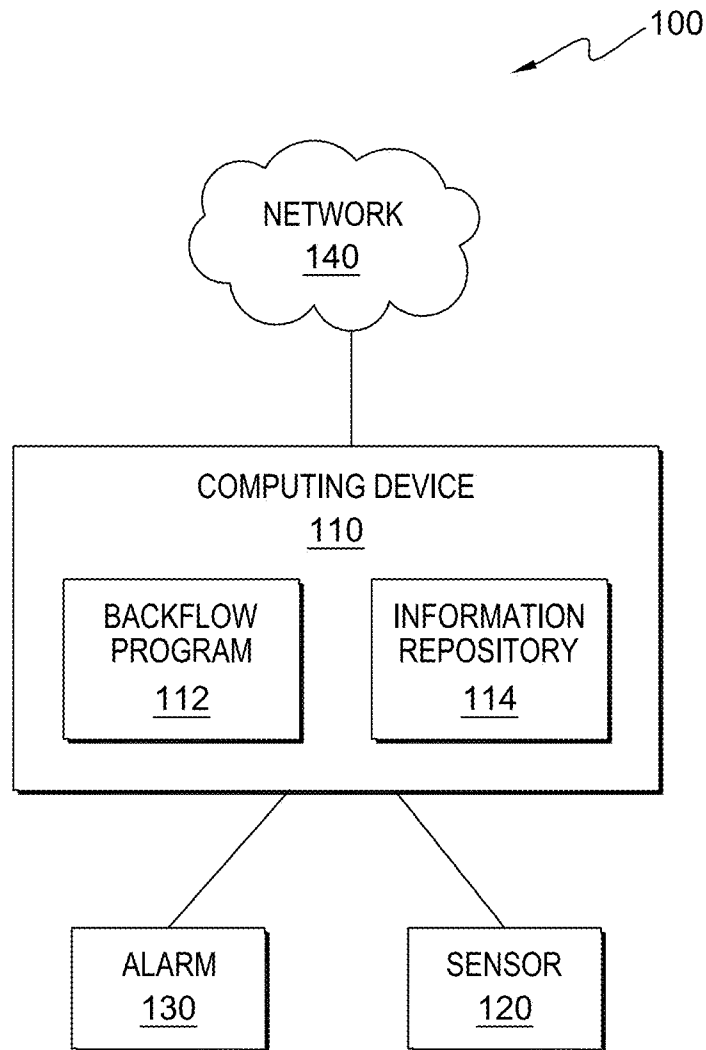 100
NETWORK
140
COMPUTING DEVICE
110
BACKFLOW
PROGRAM
112
INFORMATION
REPOSITORY
114
ALARM
130
SENSOR
120